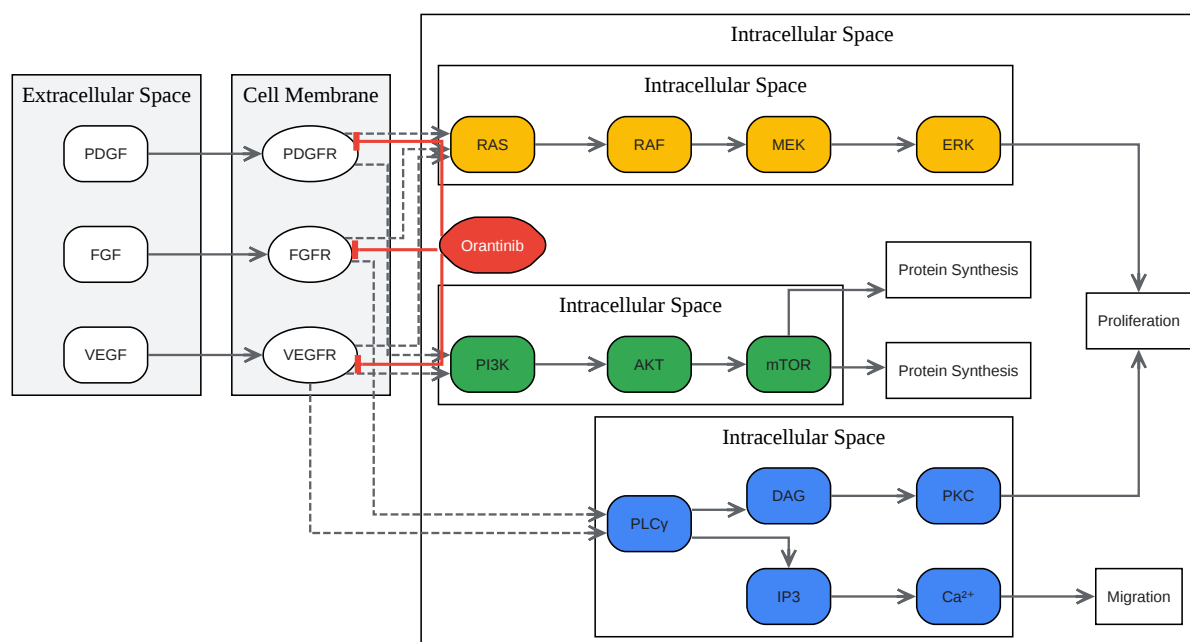 Intracellular Space
Extracellular Space
Cell Membrane
Intracellular Space
PDGF
PDGFR
RAS
RAF
MEK
ERK
FGF
FGFR
Orantinib
Protein Synthesis
Intracellular Space
Proliferation
VEGF
VEGFR
PI3K
AKT
mTOR
Protein Synthesis
Intracellular Space
DAG
PKC
PLCγ
IP3
Ca²⁺
Migration